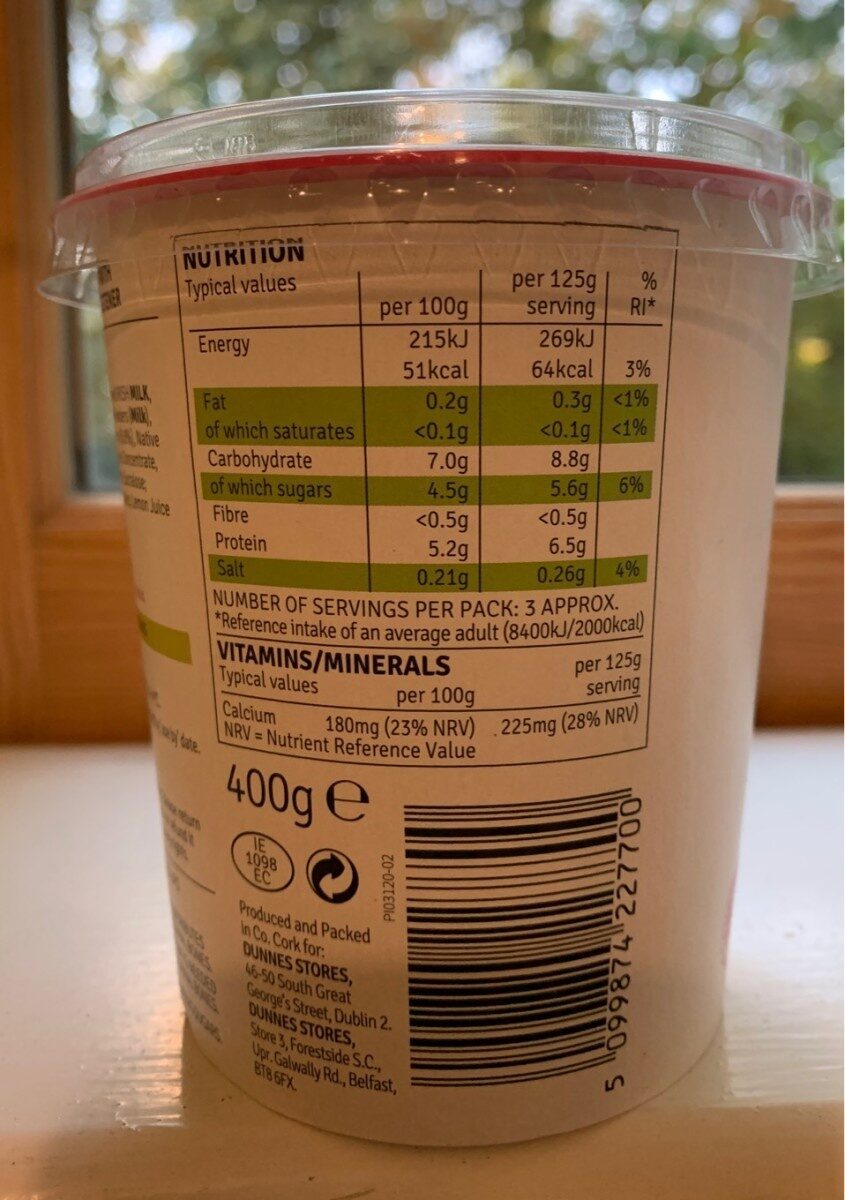 NUTRITION
Typical values
per 100g
per 125g serving
% RI*
Energy 215kJ 269kJ
51kcal 64kcal 3%
Fat 0.2g 0.3g <1%
of which saturates <0.1g <0.1g <1%
Carbohydrate 7.0g 8.8g
of which sugars 4.5g 5.6g 6%
Fibre <0.5g <0.5g
Protein 5.2g 6.5g
Salt 0.21g 0.26g 4%
NUMBER OF SERVINGS PER PACK: 3 APPROX.
*Reference intake of an average adult (8400kJ/2000kcal)
VITAMINS/MINERALS
Typical values
per 100g
per 125g serving
Calcium 180mg (23% NRV) 225mg (28% NRV)
NRV = Nutrient Reference Value
400g e
IE
1098
EC
PI03120-02
Produced and Packed
in Co. Cork for:
DUNNES STORES,
46-50 South Great
George's Street, Dublin 2.
DUNNES STORES,
Store 3, Forestside S.C.,
Upr. Galwally Rd., Belfast,
BT8 6FX.
5 099874 227700
MILK,
(Milk),
Native
Lemon Juice
use by' date.